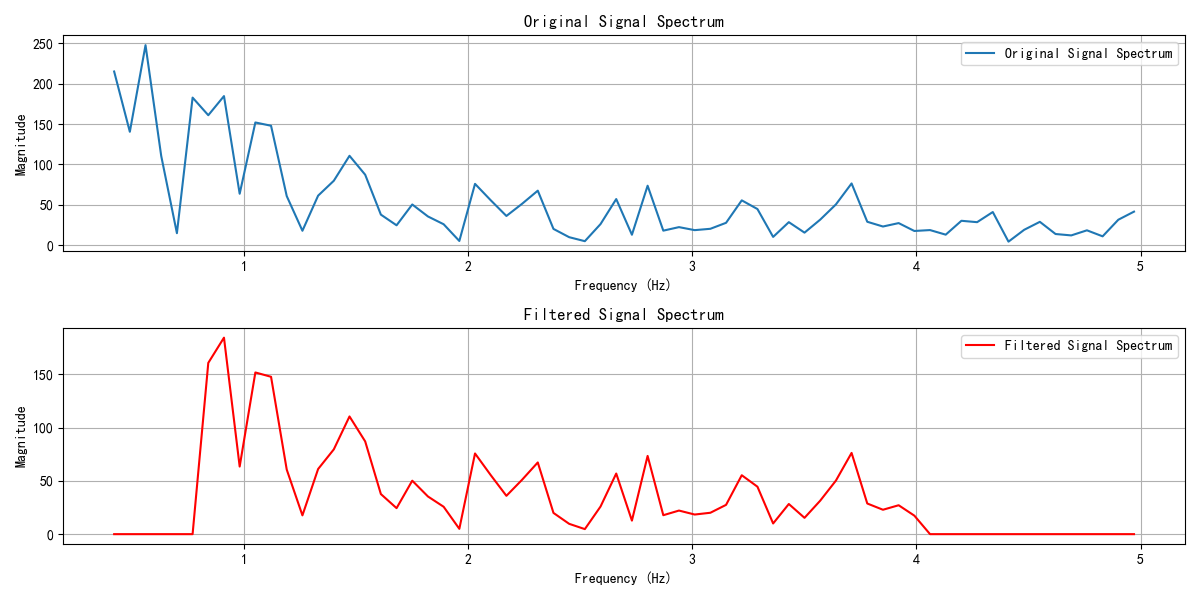 Original Signal Spectrum
Magnitude
250
200
150
100
50
0
Original Signal Spectrum
1 2 3 4 5
Frequency (Hz)
Filtered Signal Spectrum
Magnitude
150
100
50
0
Filtered Signal Spectrum
1 2 3 4 5
Frequency (Hz)